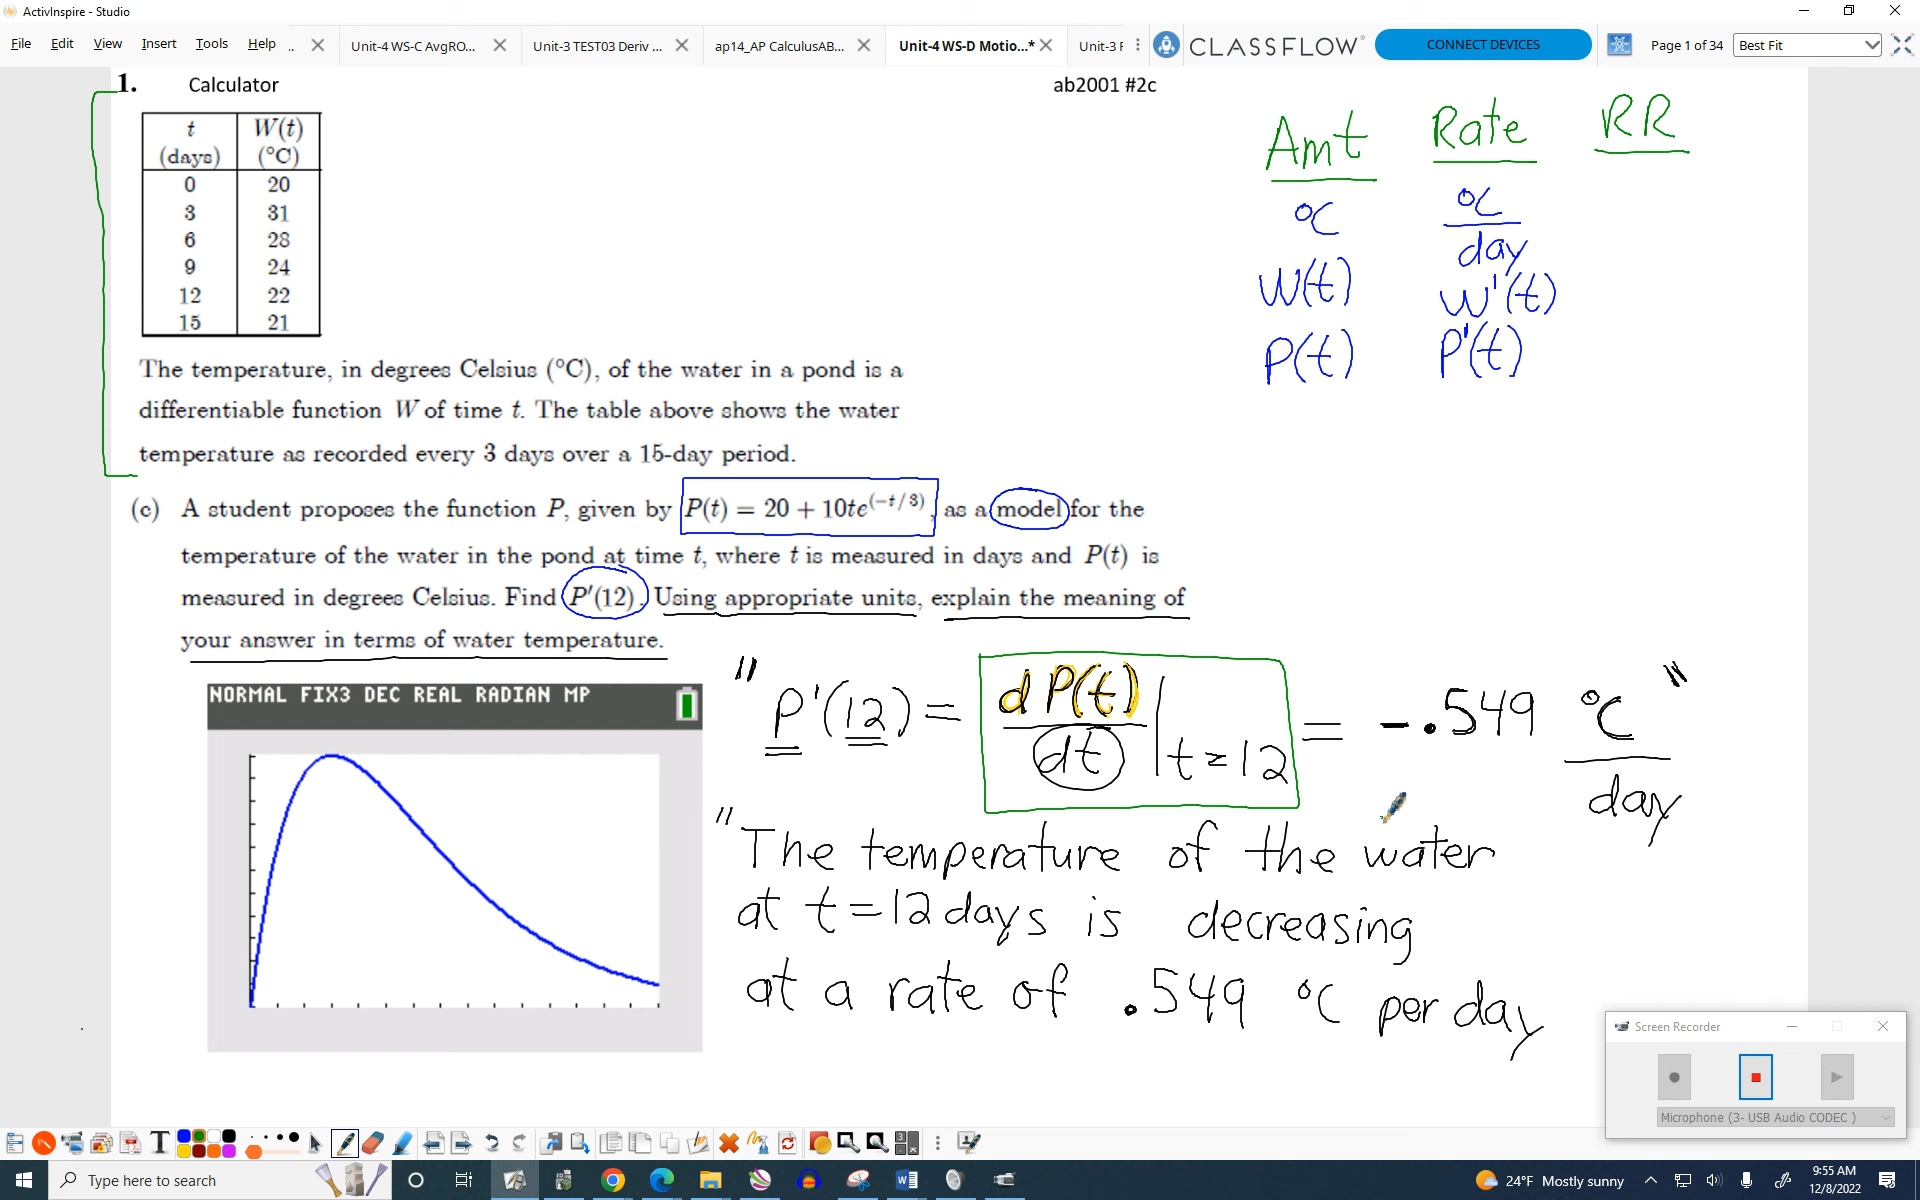 ActivInspire - Studio
File Edit View Insert Tools Help .. Unit-4 WS-C AvgRO... Unit-3 TEST03 Deriv ... ap14_AP CalculusAB... Unit-4 WS-D Motio...* Unit-3 F CLASSFLOW CONNECT DEVICES Page 1 of 34 Best Fit
1. Calculator ab2001 #2c
t W(t)
(days) (°C)
0 20
3 31
6 28
9 24
12 22
15 21
Amt Rate RR
°C °C/day
W(t) W'(t)
P(t) P'(t)
The temperature, in degrees Celsius (°C), of the water in a pond is a
differentiable function W of time t. The table above shows the water
temperature as recorded every 3 days over a 15-day period.
(c) A student proposes the function P, given by P(t) = 20 + 10te^(−t/3), as a model for the
temperature of the water in the pond at time t, where t is measured in days and P(t) is
measured in degrees Celsius. Find P′(12). Using appropriate units, explain the meaning of
your answer in terms of water temperature.
NORMAL FIX3 DEC REAL RADIAN MP
" P'(12) = dP(t)/dt | t=12 = -.549 °C/day "
" The temperature of the water
at t=12 days is decreasing
at a rate of .549 °C per day
Screen Recorder
Microphone (3- USB Audio CODEC )
Type here to search
24°F Mostly sunny
9:55 AM
12/8/2022